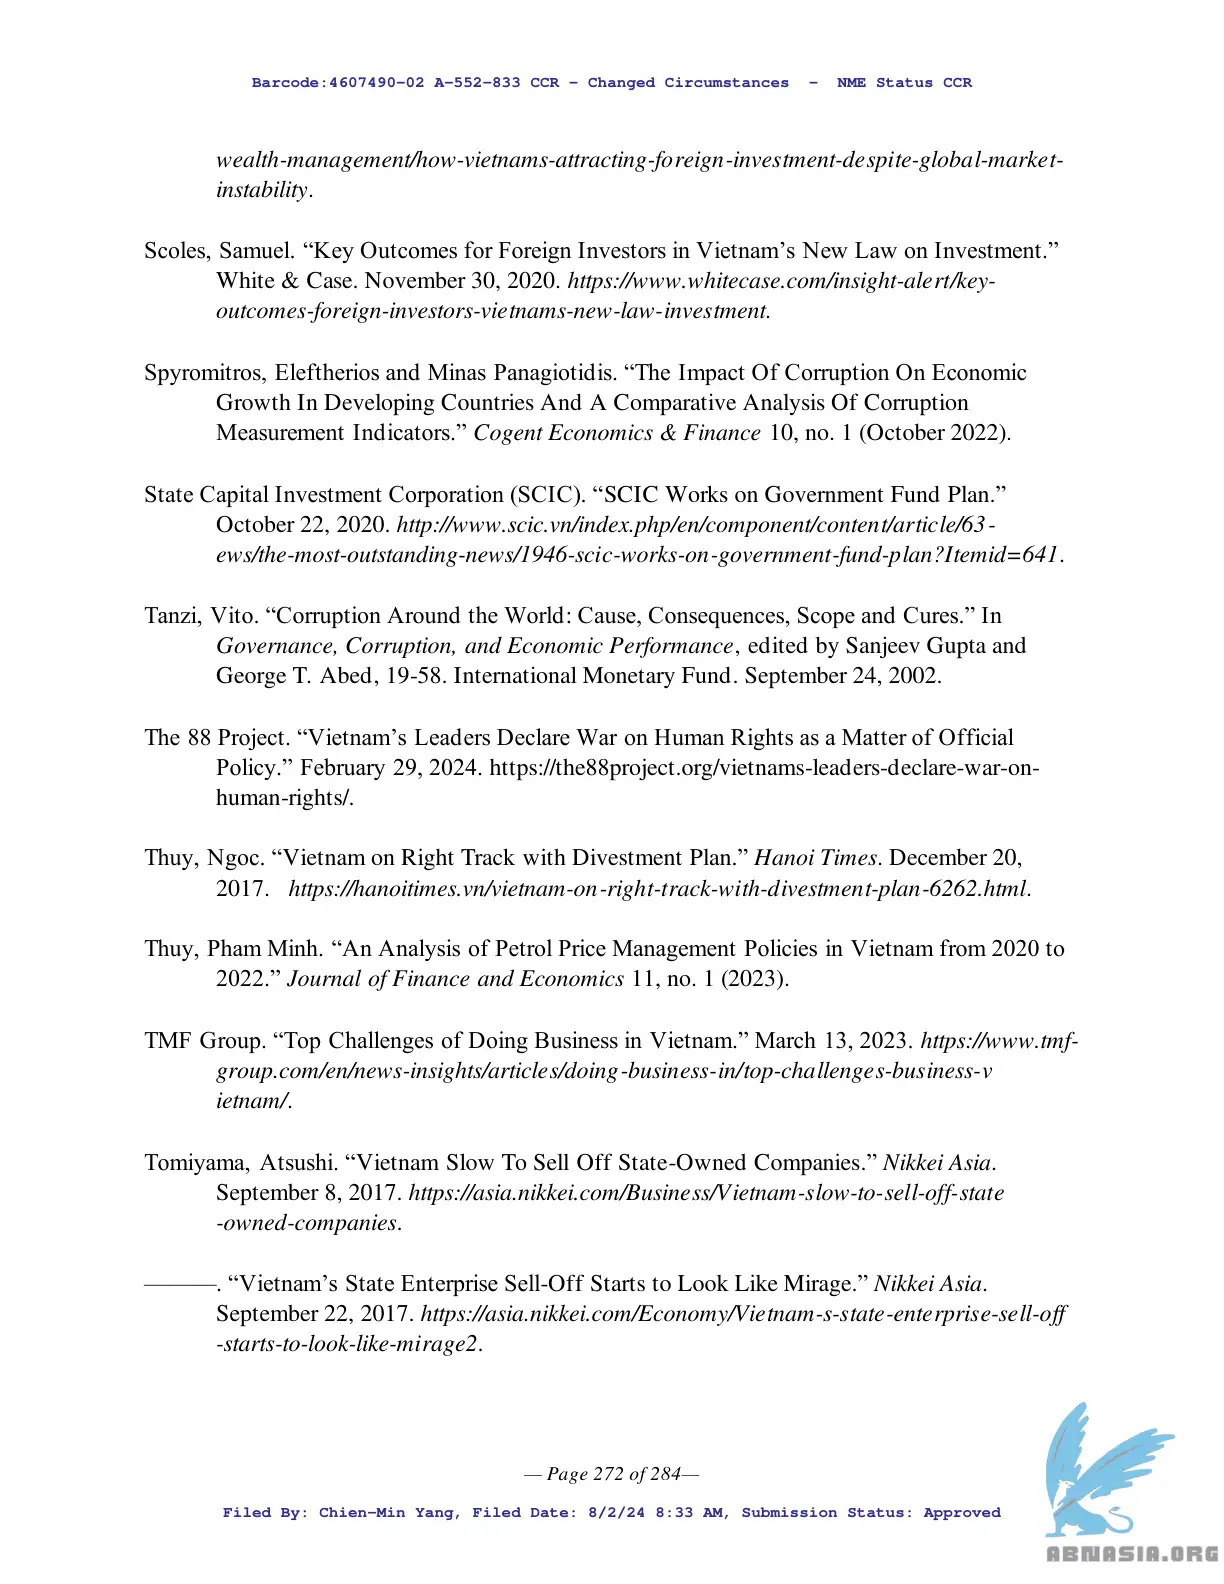 Barcode:4607490-02 A-552-833 CCR - Changed Circumstances - NME Status CCR
wealth-management/how-vietnams-attracting-foreign-investment-despite-global-market-
instability.
Scoles, Samuel. “Key Outcomes for Foreign Investors in Vietnam’s New Law on Investment.”
White & Case. November 30, 2020. https://www.whitecase.com/insight-alert/key-
outcomes-foreign-investors-vietnams-new-law-investment.
Spyromitros, Eleftherios and Minas Panagiotidis. “The Impact Of Corruption On Economic
Growth In Developing Countries And A Comparative Analysis Of Corruption
Measurement Indicators.” Cogent Economics & Finance 10, no. 1 (October 2022).
State Capital Investment Corporation (SCIC). “SCIC Works on Government Fund Plan.”
October 22, 2020. http://www.scic.vn/index.php/en/component/content/article/63-
ews/the-most-outstanding-news/1946-scic-works-on-government-fund-plan?Itemid=641.
Tanzi, Vito. “Corruption Around the World: Cause, Consequences, Scope and Cures.” In
Governance, Corruption, and Economic Performance, edited by Sanjeev Gupta and
George T. Abed, 19-58. International Monetary Fund. September 24, 2002.
The 88 Project. “Vietnam’s Leaders Declare War on Human Rights as a Matter of Official
Policy.” February 29, 2024. https://the88project.org/vietnams-leaders-declare-war-on-
human-rights/.
Thuy, Ngoc. “Vietnam on Right Track with Divestment Plan.” Hanoi Times. December 20,
2017. https://hanoitimes.vn/vietnam-on-right-track-with-divestment-plan-6262.html.
Thuy, Pham Minh. “An Analysis of Petrol Price Management Policies in Vietnam from 2020 to
2022.” Journal of Finance and Economics 11, no. 1 (2023).
TMF Group. “Top Challenges of Doing Business in Vietnam.” March 13, 2023. https://www.tmf-
group.com/en/news-insights/articles/doing-business-in/top-challenges-business-v
ietnam/.
Tomiyama, Atsushi. “Vietnam Slow To Sell Off State-Owned Companies.” Nikkei Asia.
September 8, 2017. https://asia.nikkei.com/Business/Vietnam-slow-to-sell-off-state
-owned-companies.
———. “Vietnam’s State Enterprise Sell-Off Starts to Look Like Mirage.” Nikkei Asia.
September 22, 2017. https://asia.nikkei.com/Economy/Vietnam-s-state-enterprise-sell-off
-starts-to-look-like-mirage2.
— Page 272 of 284—
Filed By: Chien-Min Yang, Filed Date: 8/2/24 8:33 AM, Submission Status: Approved
ABNASIA.ORG